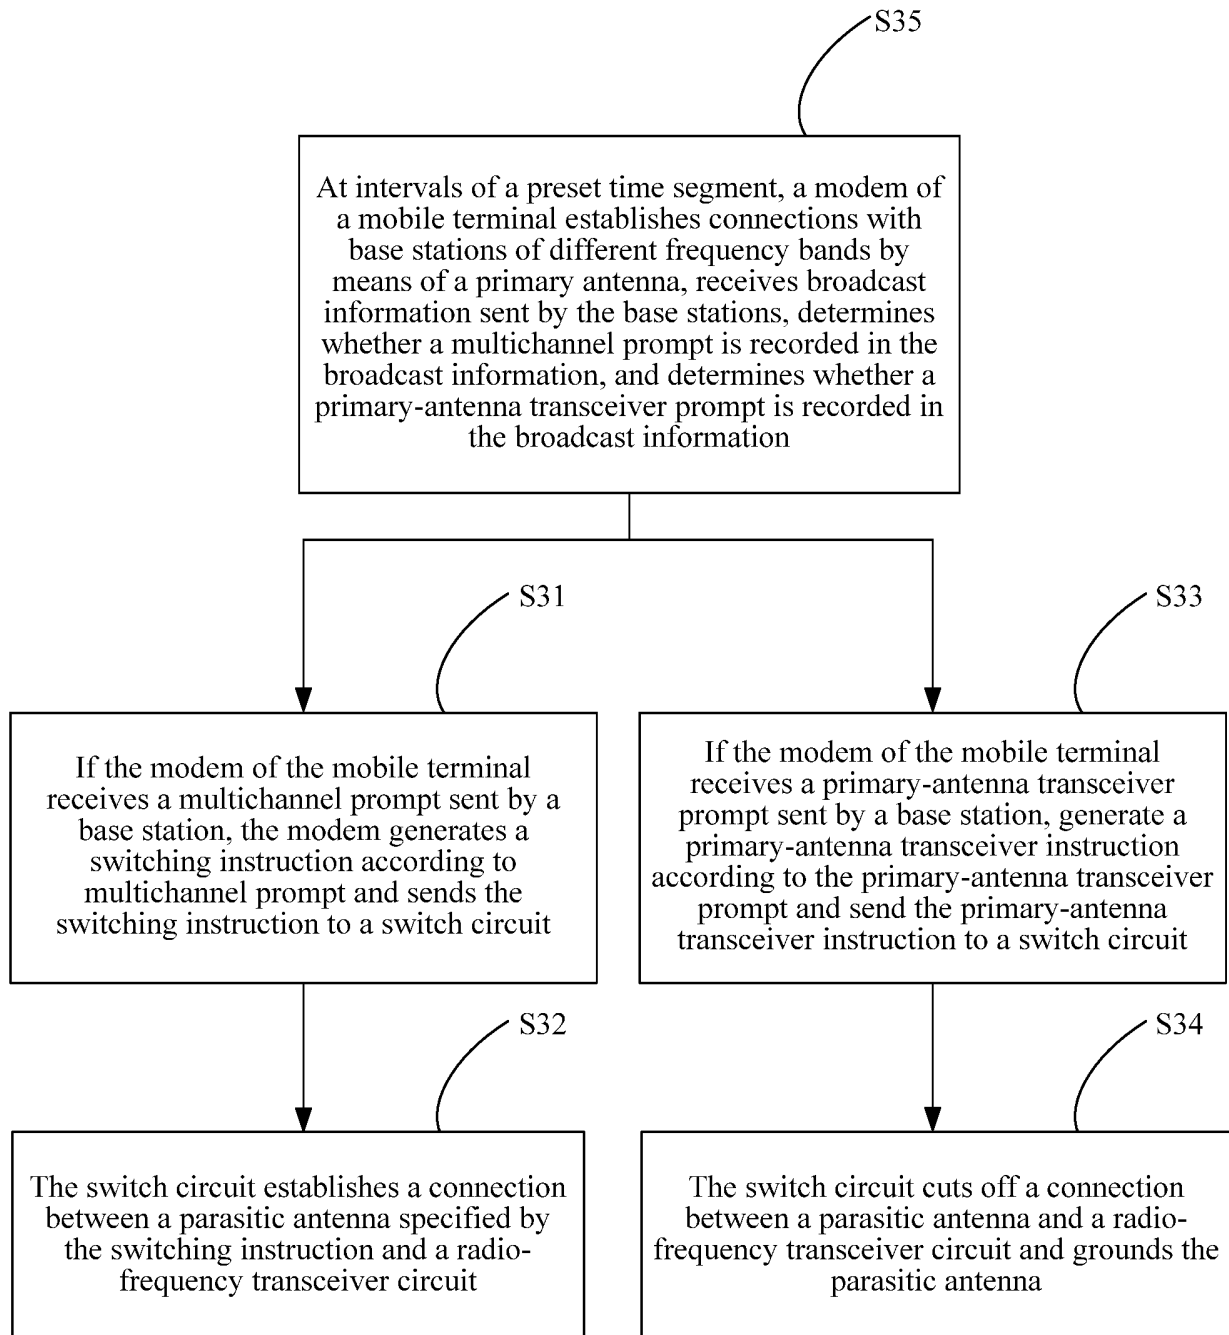 S35
At intervals of a preset time segment, a modem of
a mobile terminal establishes connections with
base stations of different frequency bands by
means of a primary antenna, receives broadcast
information sent by the base stations, determines
whether a multichannel prompt is recorded in the
broadcast information, and determines whether a
primary-antenna transceiver prompt is recorded in
the broadcast information
S31
If the modem of the mobile terminal
receives a multichannel prompt sent by a
base station, the modem generates a
switching instruction according to
multichannel prompt and sends the
switching instruction to a switch circuit
S33
If the modem of the mobile terminal
receives a primary-antenna transceiver
prompt sent by a base station, generate a
primary-antenna transceiver instruction
according to the primary-antenna transceiver
prompt and send the primary-antenna
transceiver instruction to a switch circuit
S32
The switch circuit establishes a connection
between a parasitic antenna specified by
the switching instruction and a radio-
frequency transceiver circuit
S34
The switch circuit cuts off a connection
between a parasitic antenna and a radio-
frequency transceiver circuit and grounds the
parasitic antenna